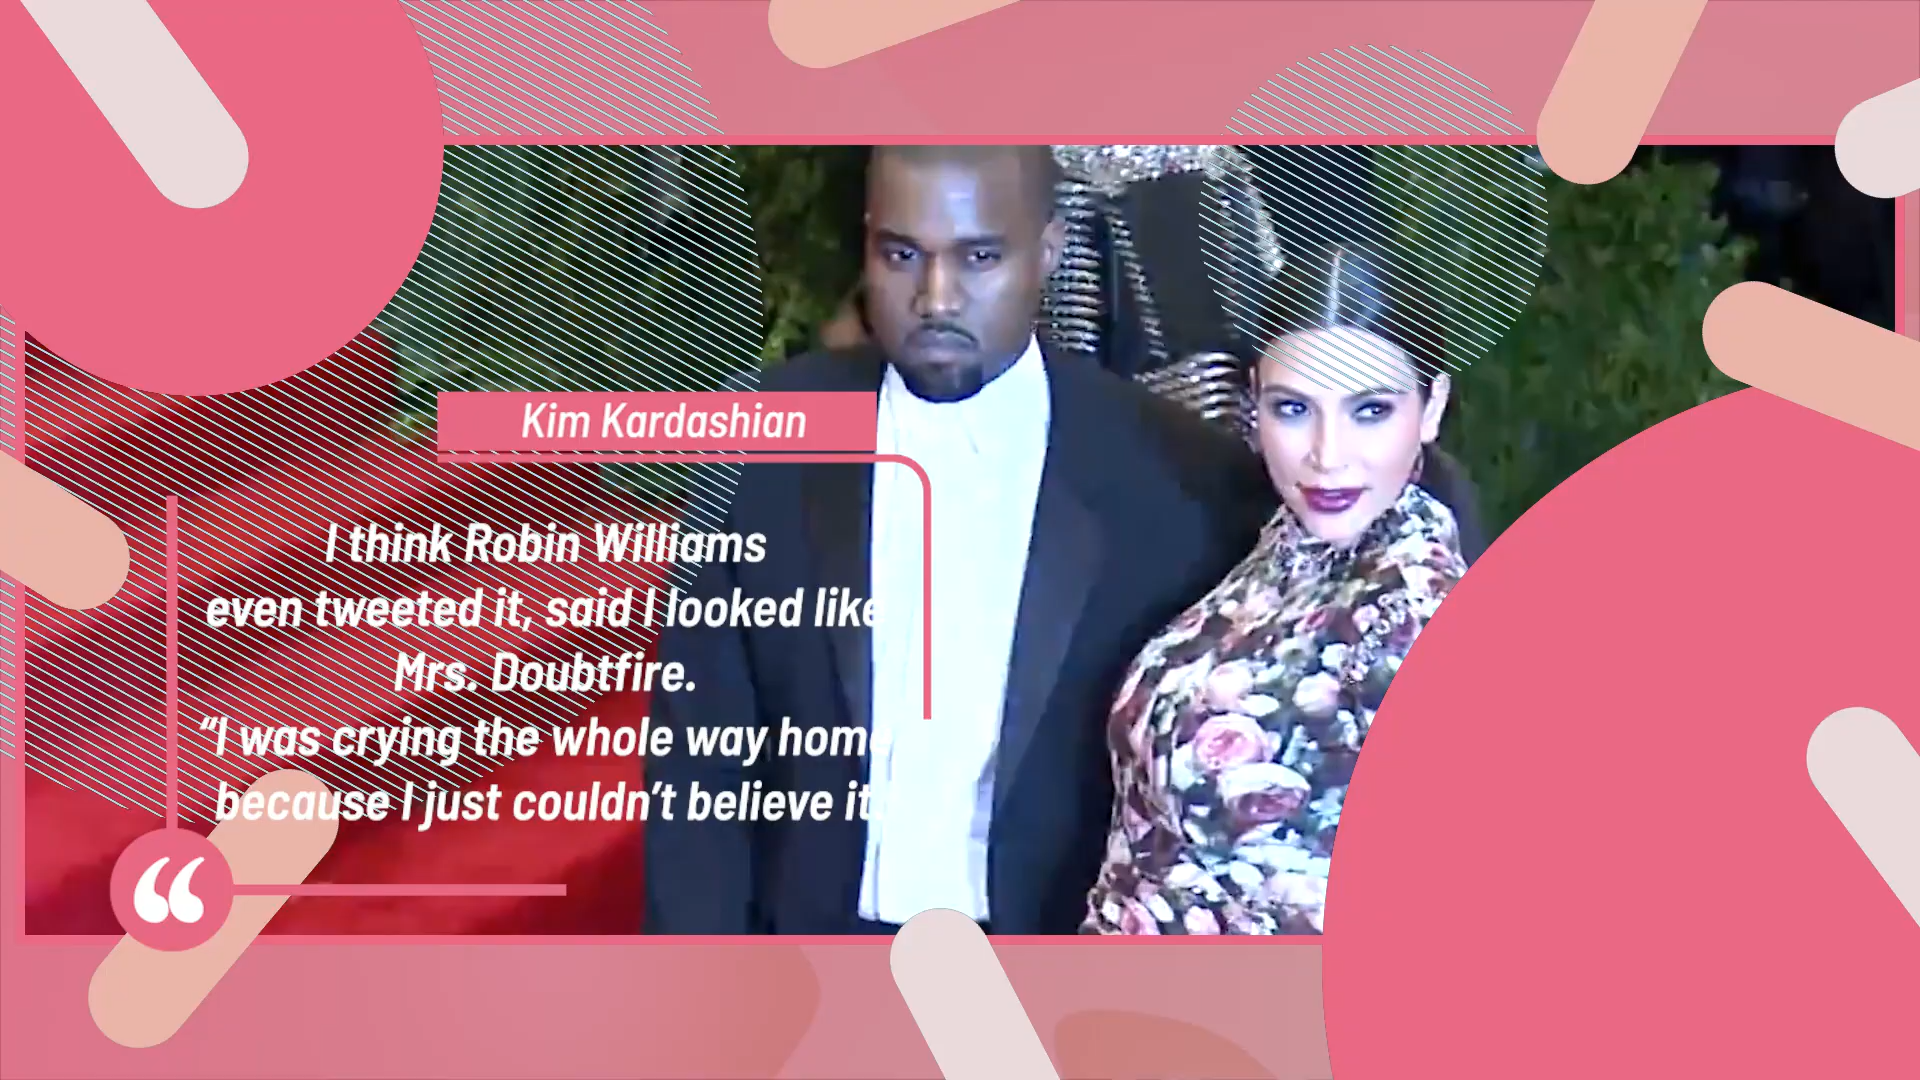 Kim Kardashian
I think Robin Williams
even tweeted it, said I looked like
Mrs. Doubtfire.
“I was crying the whole way home
because I just couldn’t believe it.
“